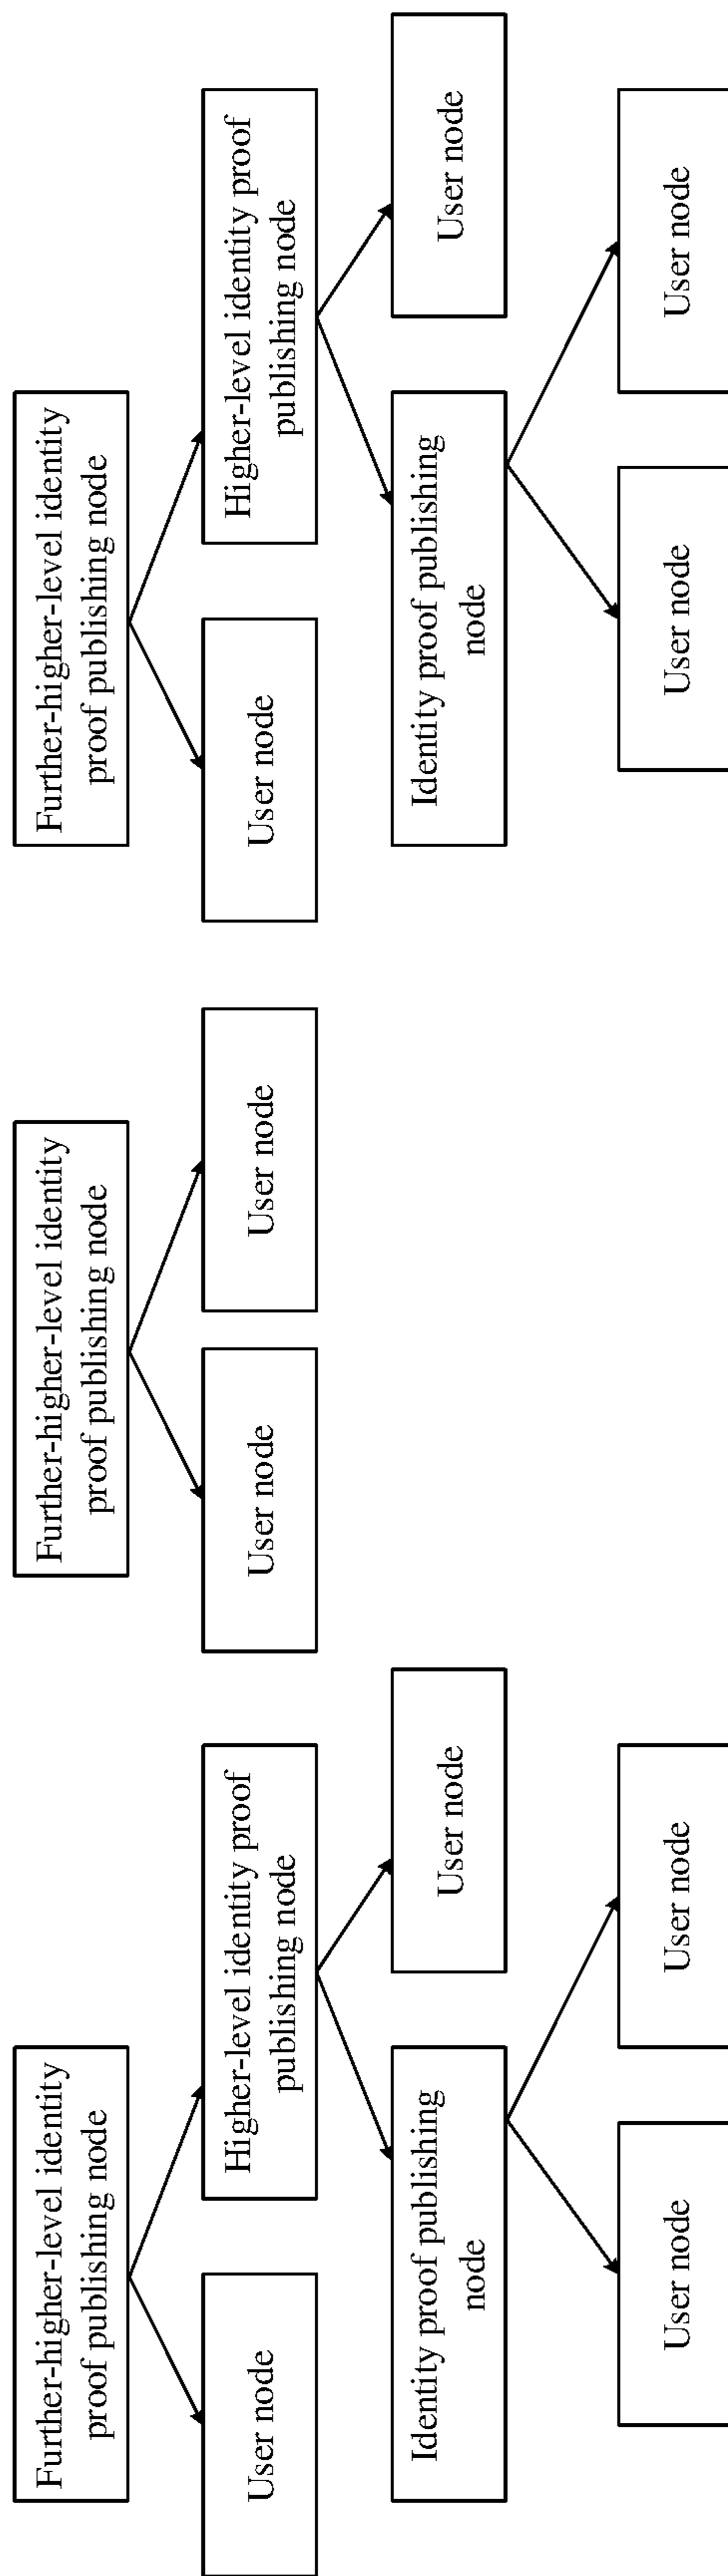 Further-higher-level identity
proof publishing node
Further-higher-level identity
proof publishing node
Further-higher-level identity
proof publishing node
User node
Higher-level identity proof
publishing node
User node
User node
User node
Higher-level identity proof
publishing node
Identity proof publishing
node
User node
Identity proof publishing
node
User node
User node
User node
User node
User node